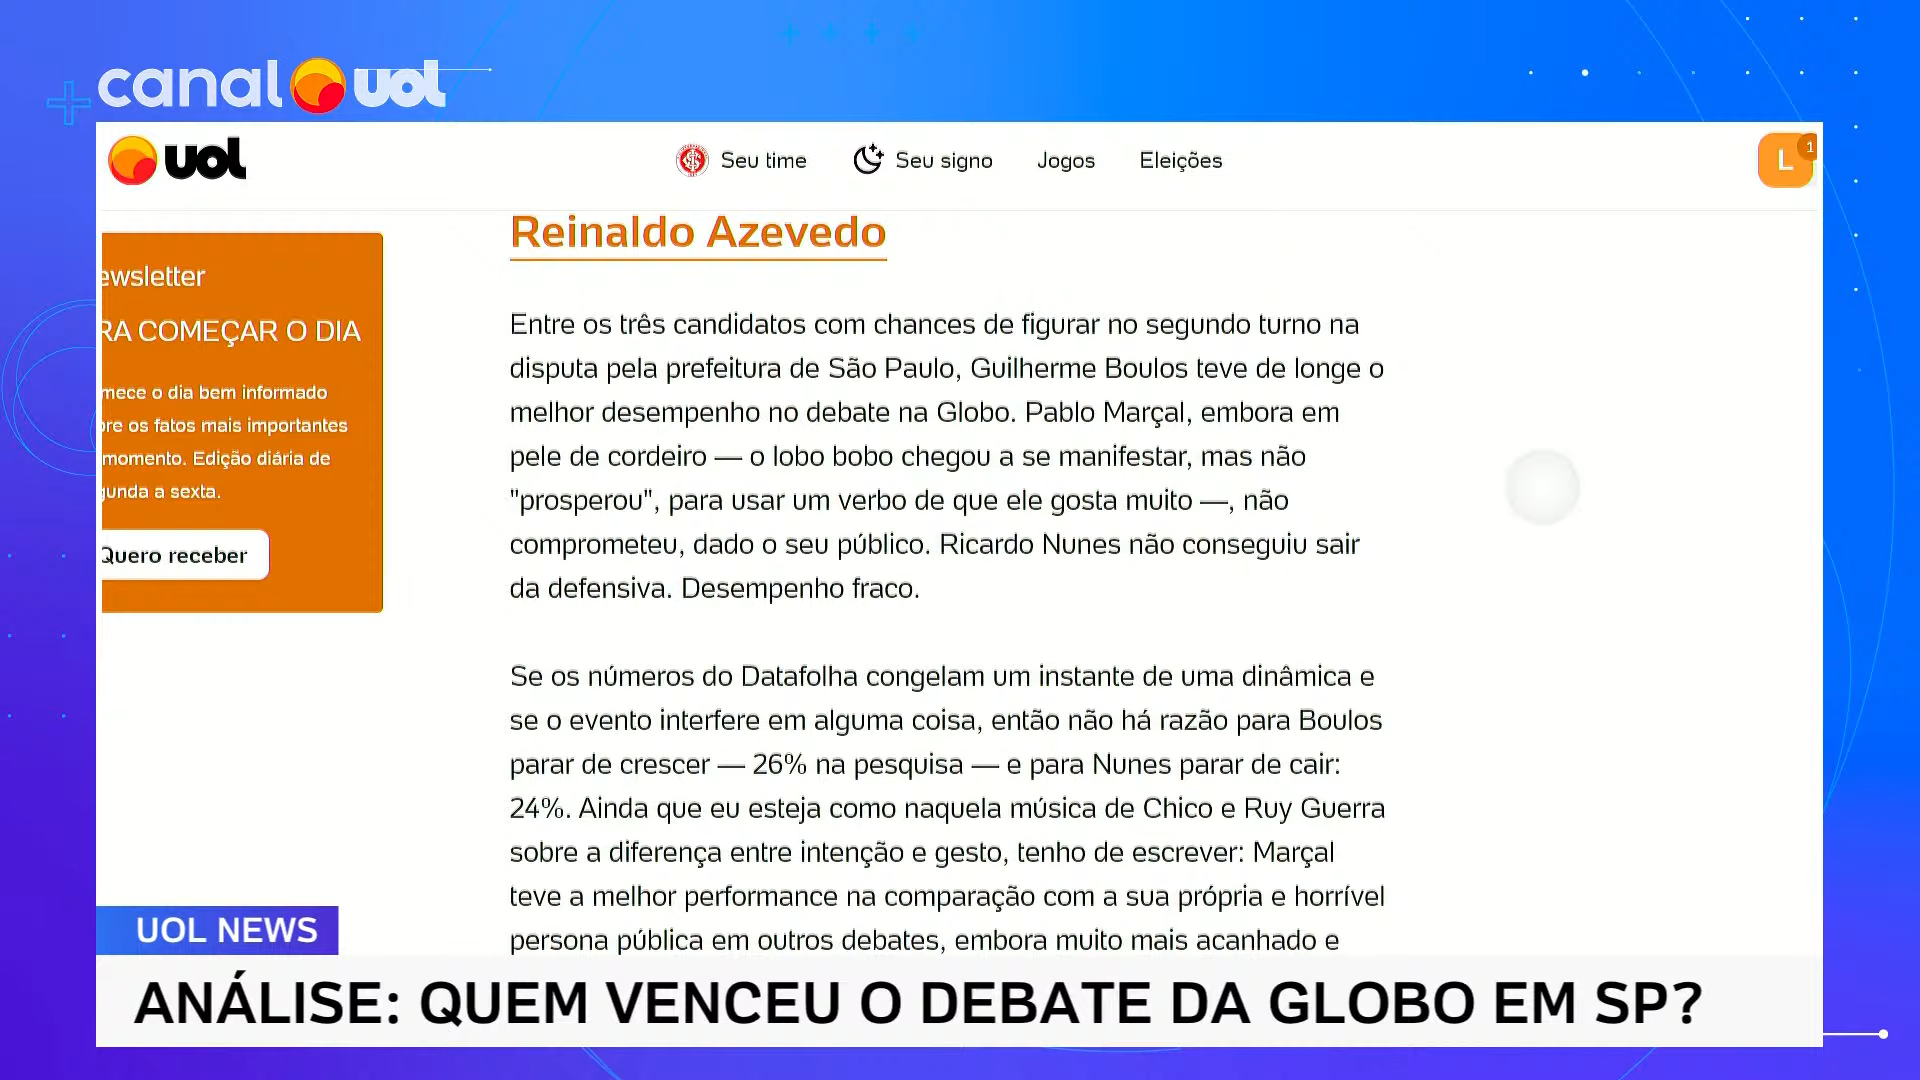 canal uol
uol
Seu time
Seu signo
Jogos
Eleições
L
1
Reinaldo Azevedo
ewsletter
RA COMEÇAR O DIA
mece o dia bem informado
bre os fatos mais importantes
momento. Edição diária de
gunda a sexta.
Quero receber
Entre os três candidatos com chances de figurar no segundo turno na
disputa pela prefeitura de São Paulo, Guilherme Boulos teve de longe o
melhor desempenho no debate na Globo. Pablo Marçal, embora em
pele de cordeiro — o lobo bobo chegou a se manifestar, mas não
"prosperou", para usar um verbo de que ele gosta muito —, não
comprometeu, dado o seu público. Ricardo Nunes não conseguiu sair
da defensiva. Desempenho fraco.
Se os números do Datafolha congelam um instante de uma dinâmica e
se o evento interfere em alguma coisa, então não há razão para Boulos
parar de crescer — 26% na pesquisa — e para Nunes parar de cair:
24%. Ainda que eu esteja como naquela música de Chico e Ruy Guerra
sobre a diferença entre intenção e gesto, tenho de escrever: Marçal
teve a melhor performance na comparação com a sua própria e horrível
persona pública em outros debates, embora muito mais acanhado e
UOL NEWS
ANÁLISE: QUEM VENCEU O DEBATE DA GLOBO EM SP?